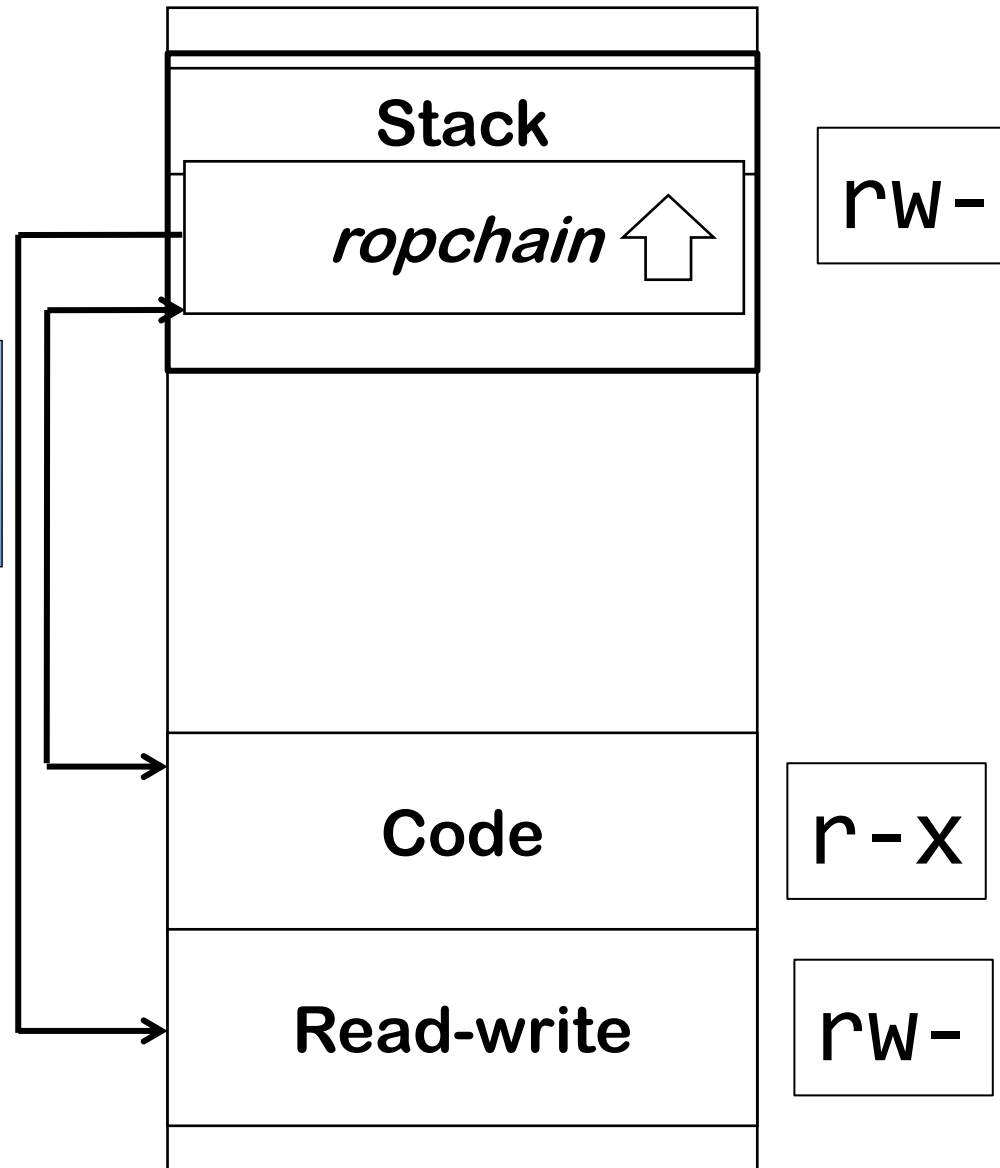 Stack
rw-
ropchain
Code
r-x
Read-write
rw-